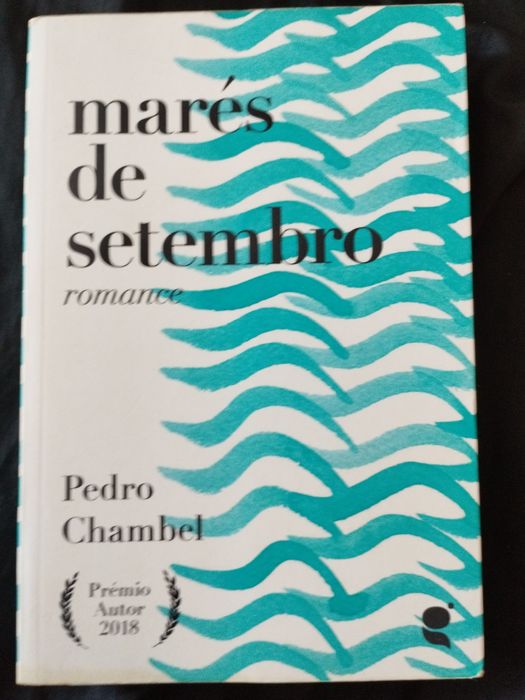 marés
de
setembro
romance
Pedro
Chambel
Prémio
Autor
2018